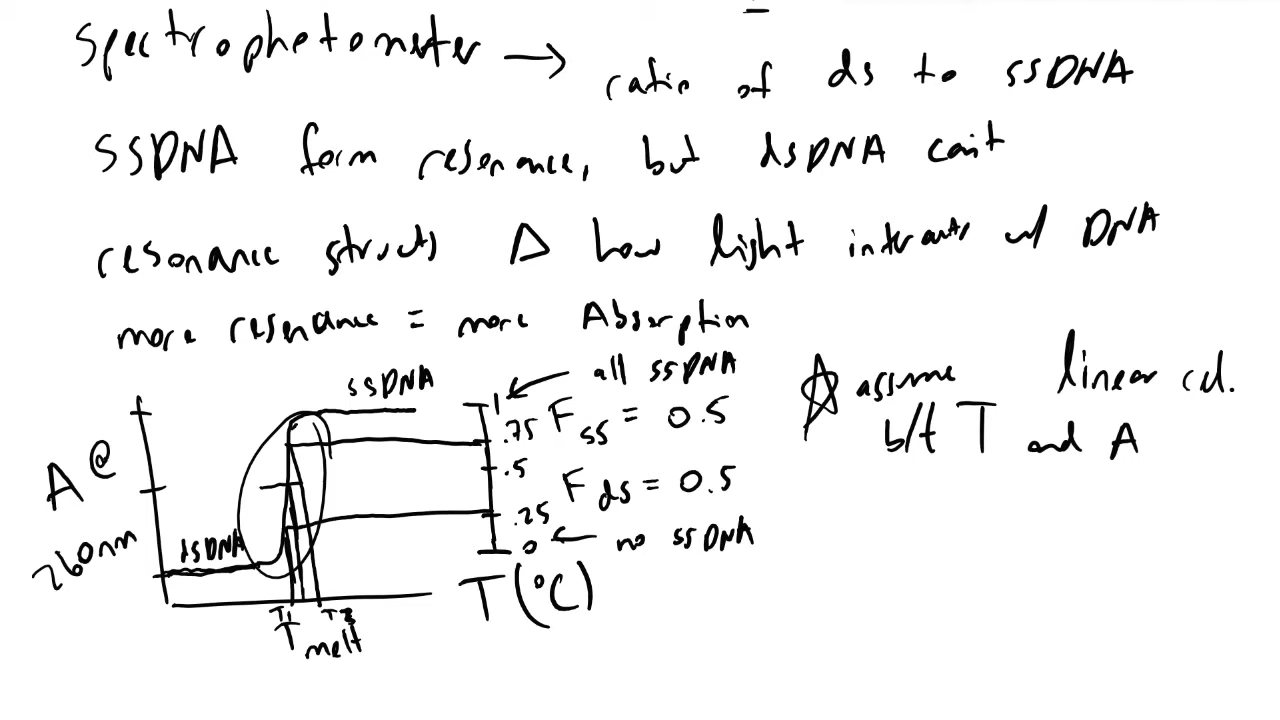 spectrophotometer → ratio of ds to ssDNA
SSDNA form resonance, but dsDNA can't
resonance structs Δ how light interacts w/ DNA
more resonance = more Absorption
ssDNA
1 ← all ssDNA
.75 Fss = 0.5
.5
Fds = 0.5
.25
0 ← no ssDNA
A @
260nm
dsDNA
T(°C)
T1 T2
Tmelt
☆ assume linear rel.
b/t T and A